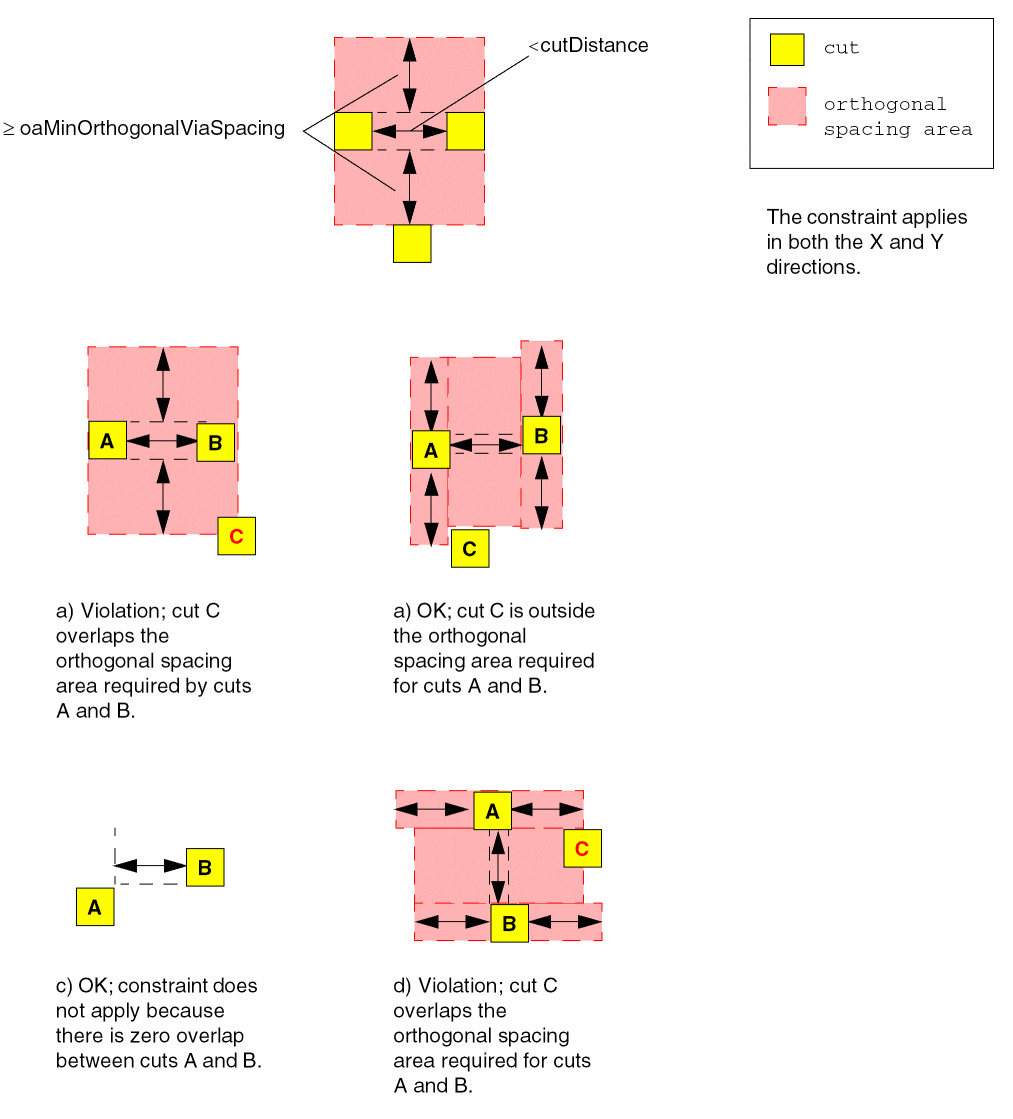 <cutDistance
≥ oaMinOrthogonalViaSpacing
cut
orthogonal
spacing area
The constraint applies
in both the X and Y
directions.
A
B
C
A
B
C
a) Violation; cut C
overlaps the
orthogonal spacing
area required by cuts
A and B.
a) OK; cut C is outside
the orthogonal
spacing area required
for cuts A and B.
B
A
A
C
B
c) OK; constraint does
not apply because
there is zero overlap
between cuts A and B.
d) Violation; cut C
overlaps the
orthogonal spacing
area required for cuts
A and B.